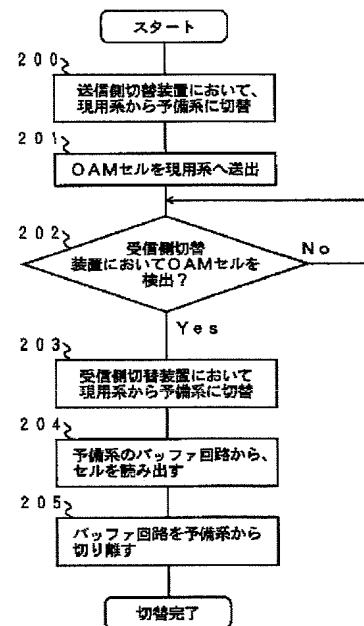 スタート
200
送信側切替装置において、
現用系から予備系に切替
201
OAMセルを現用系へ送出
202
受信側切替
装置においてOAMセルを
検出?
No
Yes
203
受信側切替装置において
現用系から予備系に切替
204
予備系のバッファ回路から、
セルを読み出す
205
バッファ回路を予備系から
切り離す
切替完了